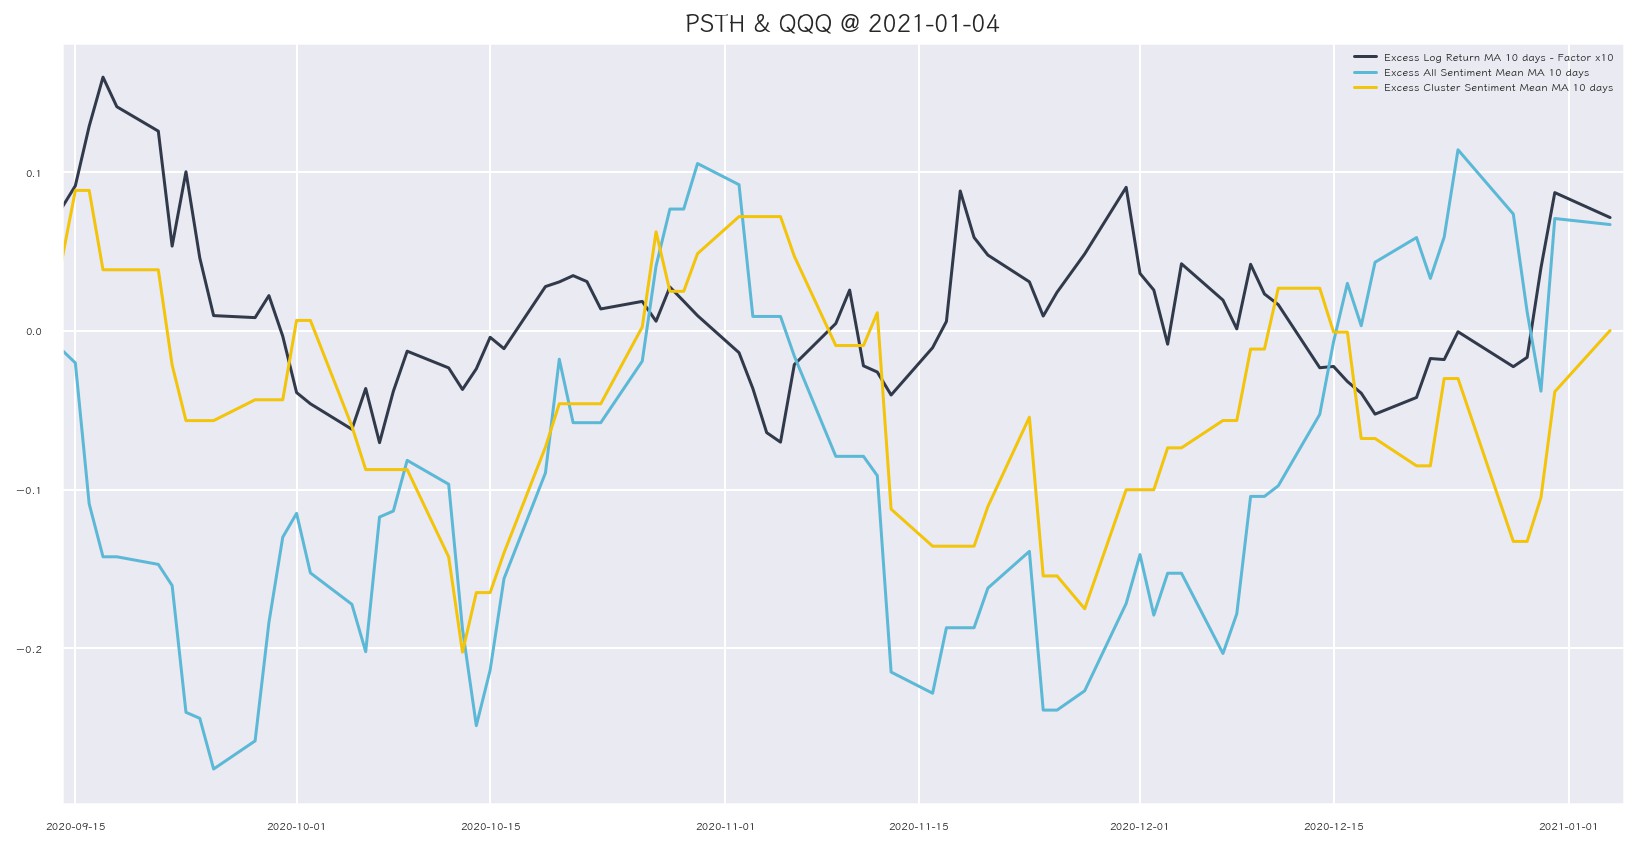 PSTH & QQQ @ 2021-01-04
Excess Log Return MA 10 days - Factor x10
Excess All Sentiment Mean MA 10 days
Excess Cluster Sentiment Mean MA 10 days
0.1
0.0
−0.1
−0.2
2020-09-15 2020-10-01 2020-10-15 2020-11-01 2020-11-15 2020-12-01 2020-12-15 2021-01-01